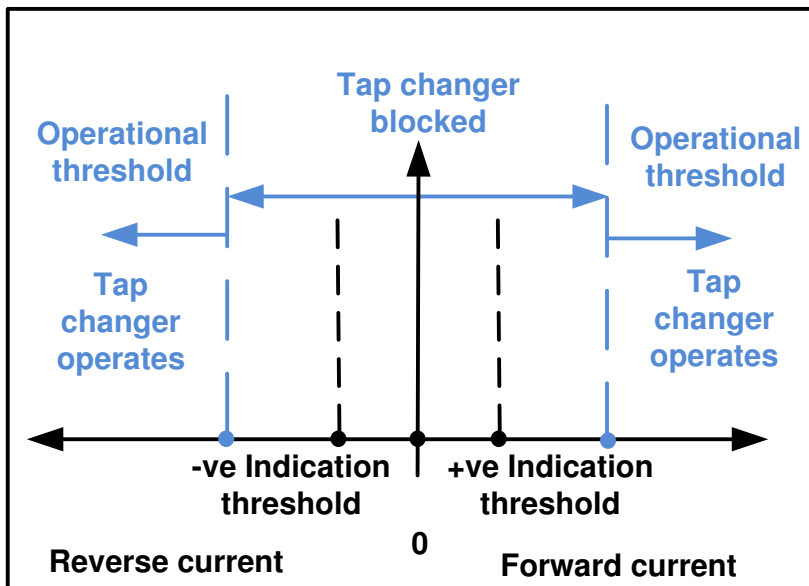 Tap changer
blocked
Operational
threshold
Operational
threshold
Tap
changer
operates
Tap
changer
operates
-ve Indication
threshold
+ve Indication
threshold
0
Reverse current
Forward current